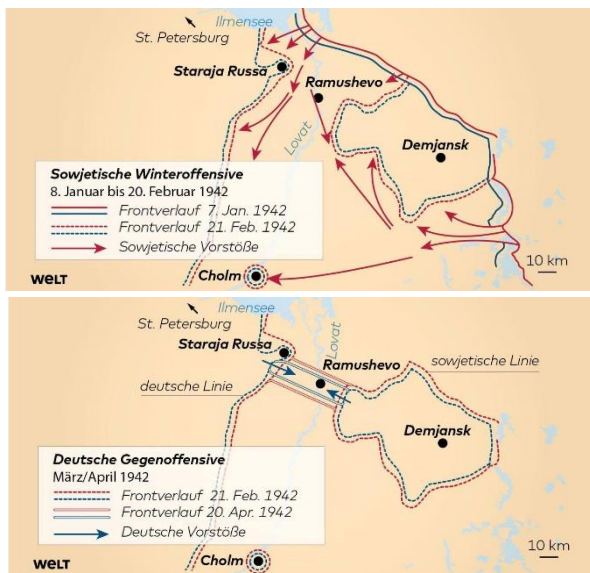 Ilmensee
St. Petersburg
Staraja Russa
Ramushevo
Lovat
Demjansk
Sowjetische Winteroffensive
8. Januar bis 20. Februar 1942
Frontverlauf 7. Jan. 1942
Frontverlauf 21. Feb. 1942
Sowjetische Vorstöße
Cholm
10 km
WELT
Ilmensee
St. Petersburg
Lovat
Staraja Russa
Ramushevo
sowjetische Linie
deutsche Linie
Demjansk
Deutsche Gegenoffensive
März/April 1942
Frontverlauf 21. Feb. 1942
Frontverlauf 20. Apr. 1942
Deutsche Vorstöße
Cholm
10 km
WELT